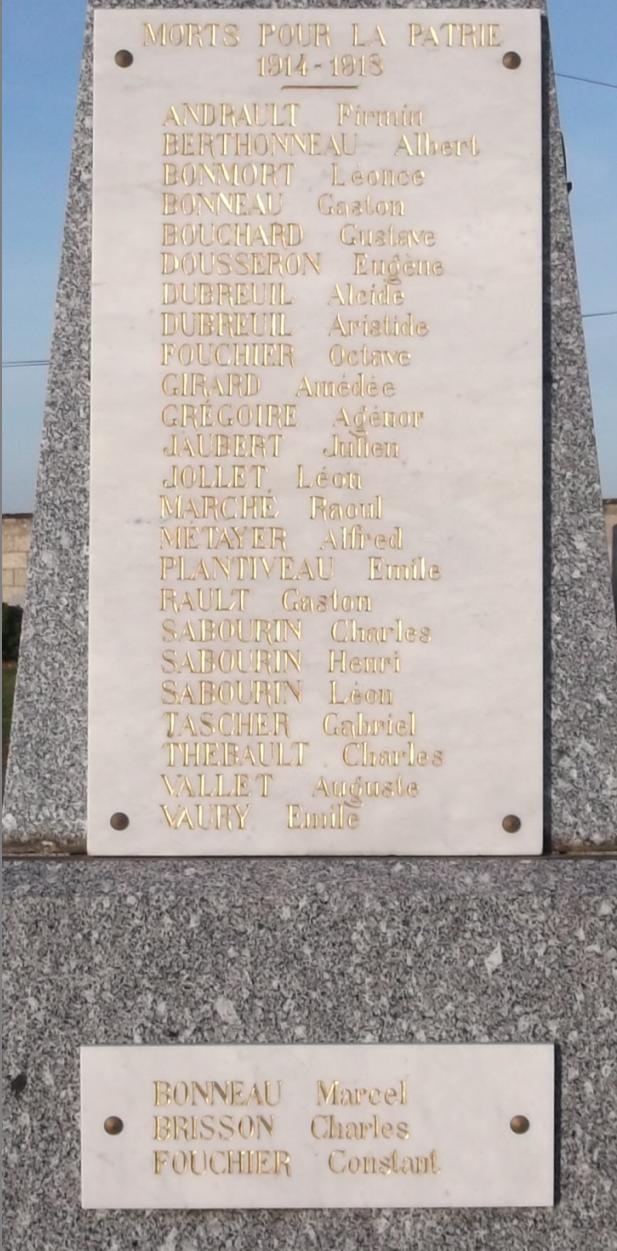 MORTS POUR LA PATRIE
1914-1918
ANDRAULT Firmin
BERTHONNEAU Albert
BONMORT Léonce
BONNEAU Gaston
BOUCHARD Gustave
DOUSSERON Eugène
DUBREUIL Alcide
DUBREUIL Aristide
FOUCHIER Octave
GIRARD Amédée
GRÉGOIRE Agénor
JAUBERT Julien
JOLLET Léon
MARCHÉ Raoul
MÉTAYER Alfred
PLANTIVEAU Emile
RAULT Gaston
SABOURIN Charles
SABOURIN Henri
SABOURIN Léon
TASCHER Gabriel
THEBAULT Charles
VALLET Auguste
VAURY Emile
BONNEAU Marcel
BRISSON Charles
FOUCHIER Constant